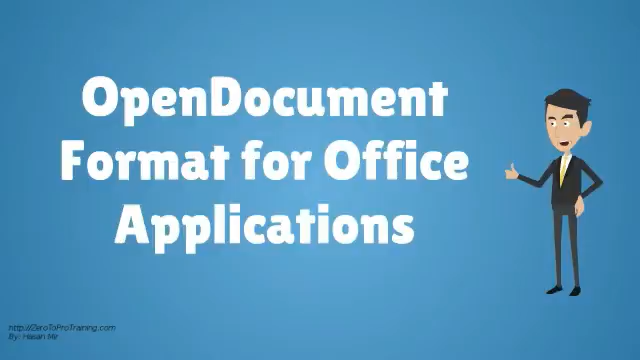 OpenDocument
Format for Office
Applications
http://ZeroToProTraining.com
By: Hasan Mir